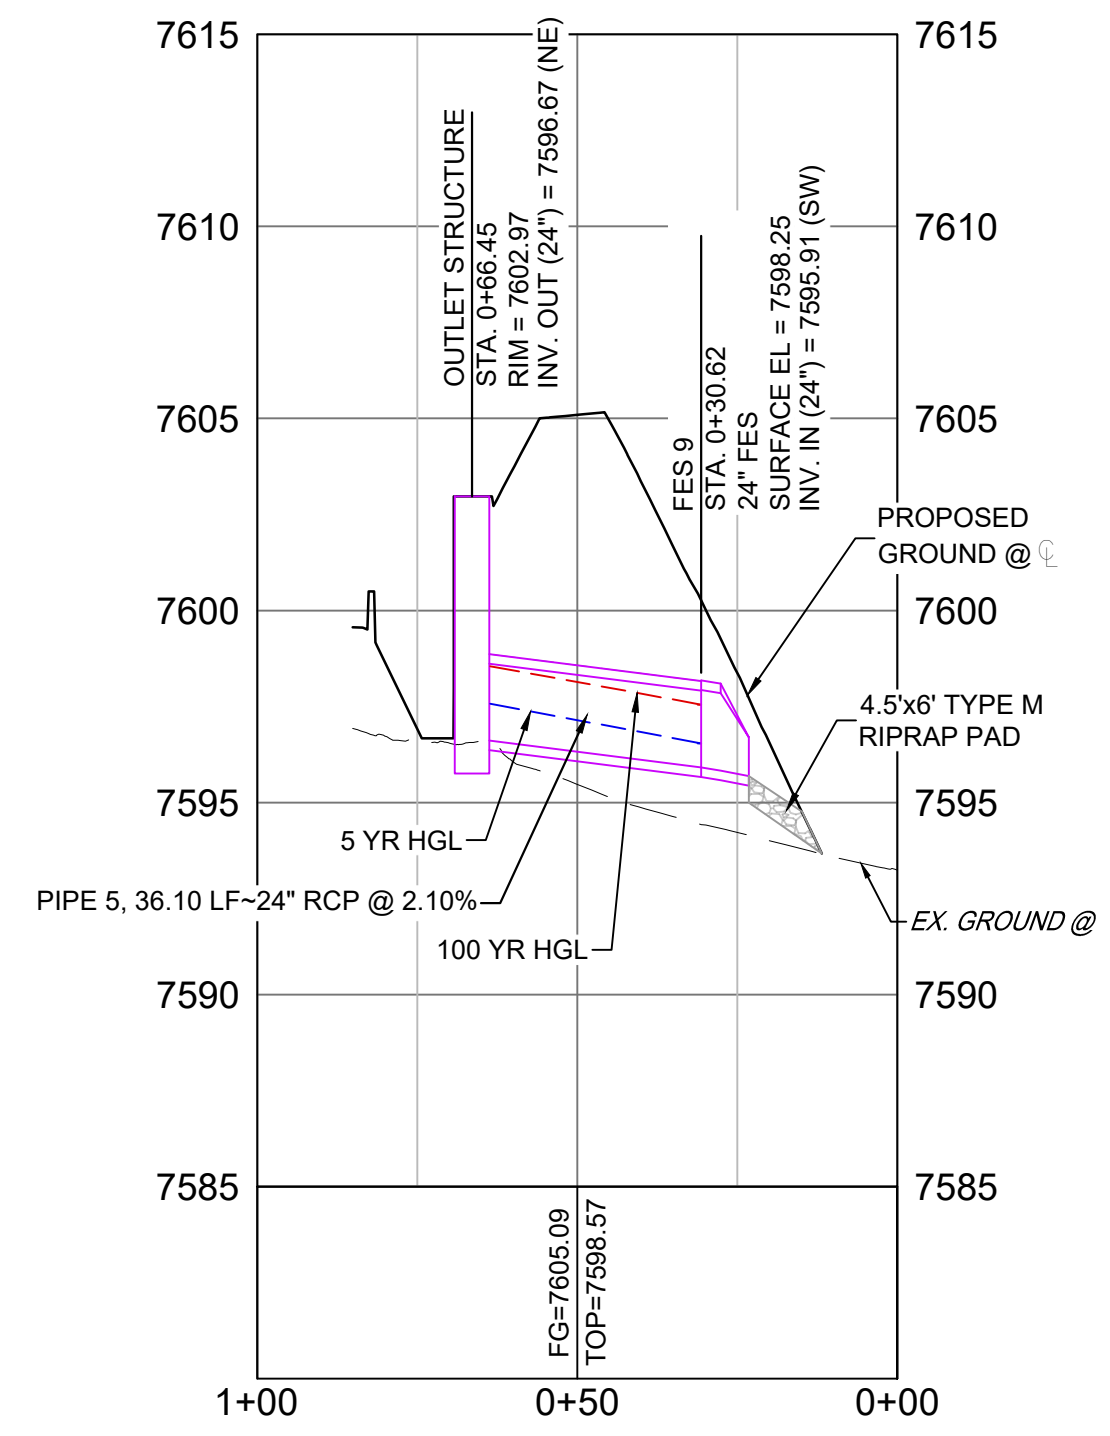 7615
7615
OUTLET STRUCTURE
STA. 0+66.45
RIM = 7602.97
INV. OUT (24") = 7596.67 (NE)
7610
7610
FES 9
STA. 0+30.62
24" FES
SURFACE EL = 7598.25
INV. IN (24") = 7595.91 (SW)
7605
7605
PROPOSED
GROUND @ ℄
7600
7600
4.5'x6' TYPE M
RIPRAP PAD
7595
7595
5 YR HGL
PIPE 5, 36.10 LF~24" RCP @ 2.10%
EX. GROUND @
100 YR HGL
7590
7590
7585
7585
FG=7605.09
TOP=7598.57
1+00
0+50
0+00